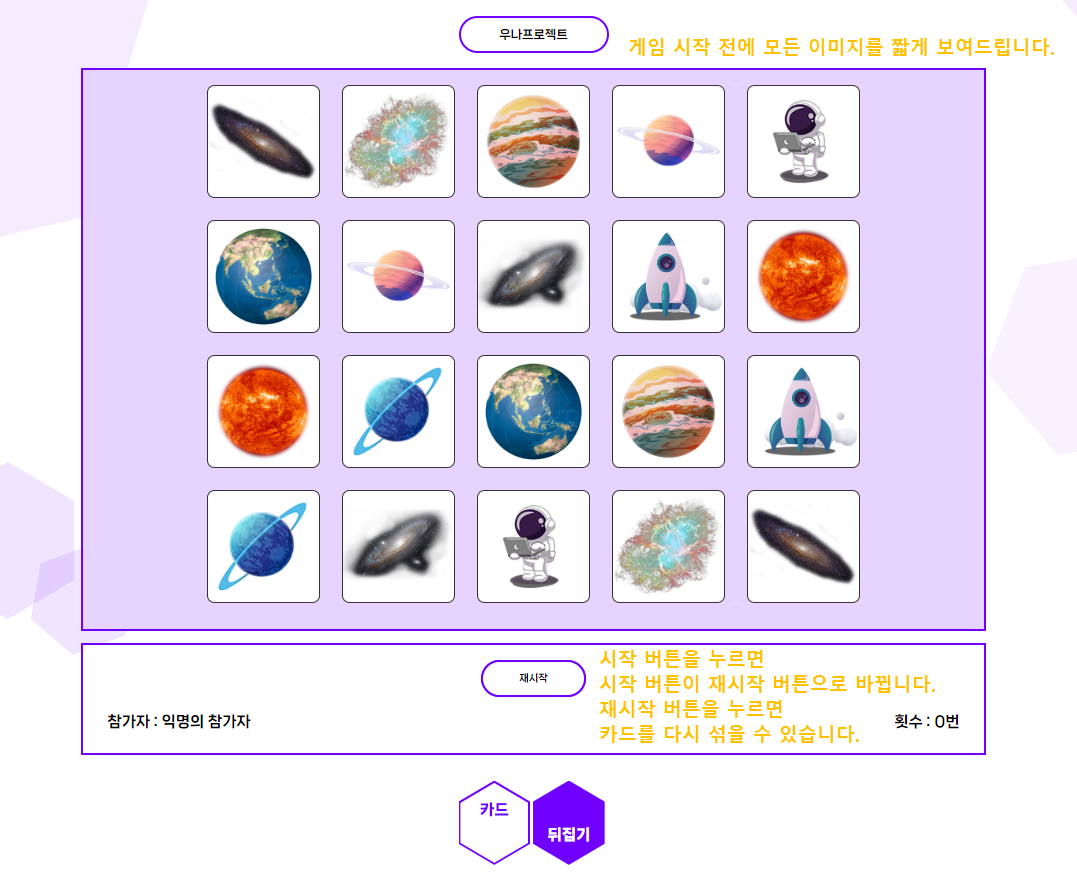 우나프로젝트
게임 시작 전에 모든 이미지를 짧게 보여드립니다.
재시작
시작 버튼을 누르면
시작 버튼이 재시작 버튼으로 바뀝니다.
재시작 버튼을 누르면
카드를 다시 섞을 수 있습니다.
참가자 : 익명의 참가자
횟수 : 0번
카드
뒤집기